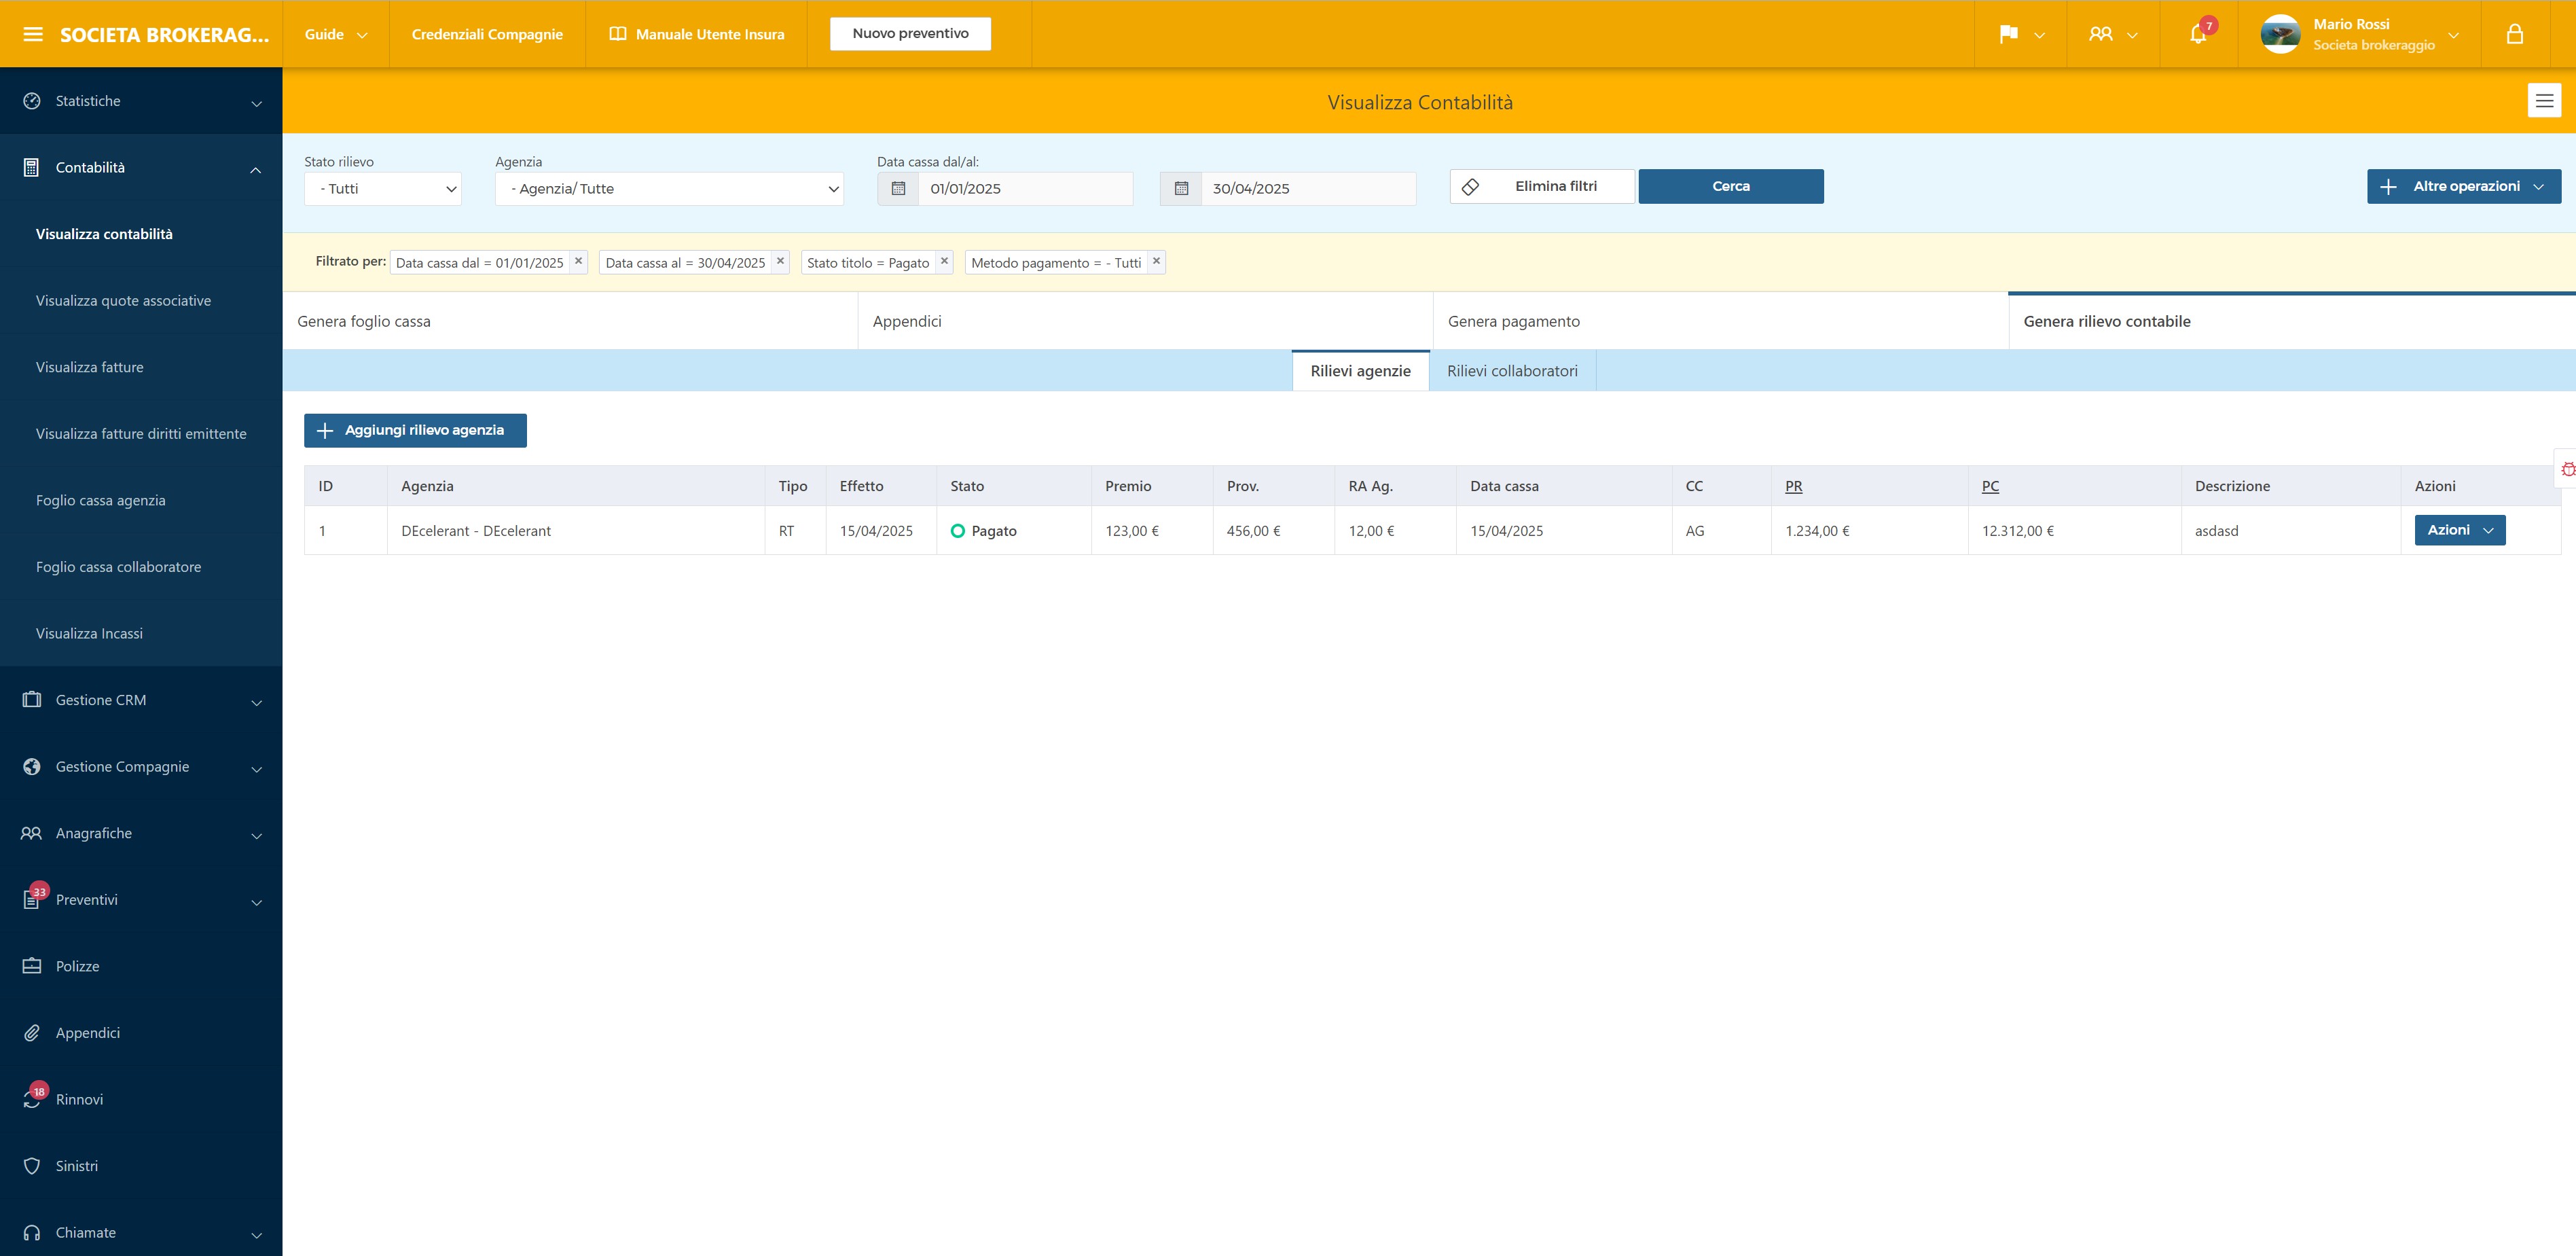 SOCIETA BROKERAG...
Guide
Credenziali Compagnie
Manuale Utente Insura
Nuovo preventivo
7
Mario Rossi
Societa brokeraggio
Statistiche
Contabilità
Visualizza contabilità
Visualizza quote associative
Visualizza fatture
Visualizza fatture diritti emittente
Foglio cassa agenzia
Foglio cassa collaboratore
Visualizza Incassi
Gestione CRM
Gestione Compagnie
Anagrafiche
33
Preventivi
Polizze
Appendici
18
Rinnovi
Sinistri
Chiamate
Visualizza Contabilità
Stato rilievo
Agenzia
Data cassa dal/al:
- Tutti
- Agenzia/ Tutte
01/01/2025
30/04/2025
Elimina filtri
Cerca
Altre operazioni
Filtrato per: Data cassa dal = 01/01/2025 × Data cassa al = 30/04/2025 × Stato titolo = Pagato × Metodo pagamento = - Tutti ×
Genera foglio cassa
Appendici
Genera pagamento
Genera rilievo contabile
Rilievi agenzie
Rilievi collaboratori
Aggiungi rilievo agenzia
ID Agenzia Tipo Effetto Stato Premio Prov. RA Ag. Data cassa CC PR PC Descrizione Azioni
1 DEcelerant - DEcelerant RT 15/04/2025 Pagato 123,00 € 456,00 € 12,00 € 15/04/2025 AG 1.234,00 € 12.312,00 € asdasd Azioni